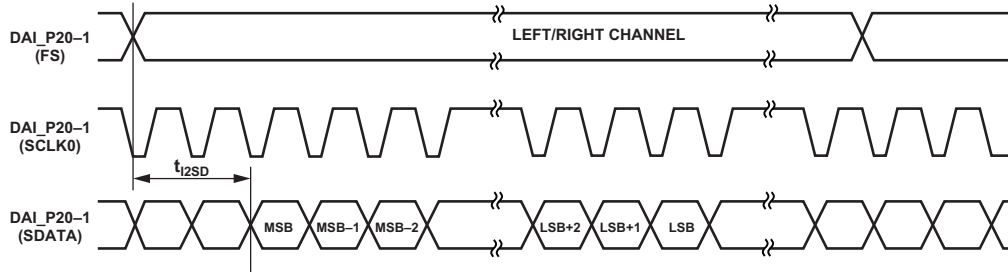 DAI_P20–1
(FS)
LEFT/RIGHT CHANNEL
DAI_P20–1
(SCLK0)
tI2SD
DAI_P20–1
(SDATA)
MSB MSB–1 MSB–2 LSB+2 LSB+1 LSB